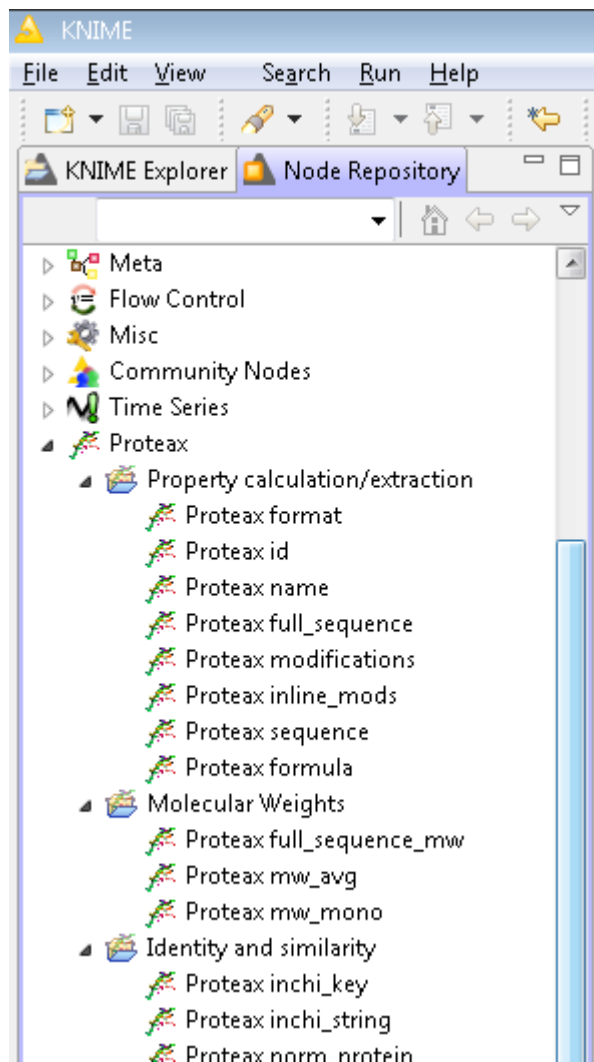 KNIME
File Edit View Search Run Help
KNIME Explorer Node Repository
Meta
Flow Control
Misc
Community Nodes
Time Series
Proteax
Property calculation/extraction
Proteax format
Proteax id
Proteax name
Proteax full_sequence
Proteax modifications
Proteax inline_mods
Proteax sequence
Proteax formula
Molecular Weights
Proteax full_sequence_mw
Proteax mw_avg
Proteax mw_mono
Identity and similarity
Proteax inchi_key
Proteax inchi_string
Proteax norm_protein